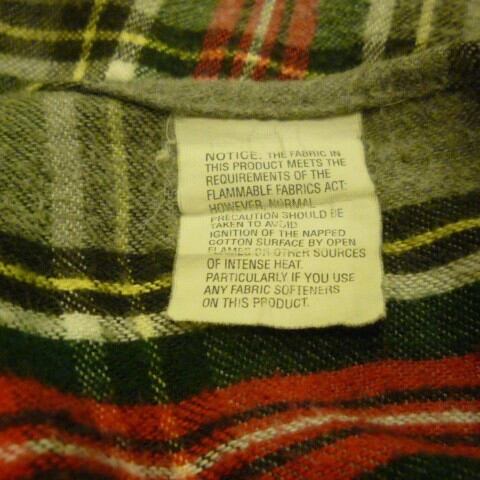 NOTICE: THE FABRIC IN
THIS PRODUCT MEETS THE
REQUIREMENTS OF THE
FLAMMABLE FABRICS ACT:
HOWEVER, NORMAL
PRECAUTION SHOULD BE
TAKEN TO AVOID
IGNITION OF THE NAPPED
COTTON SURFACE BY OPEN
FLAMES OR OTHER SOURCES
OF INTENSE HEAT.
PARTICULARLY IF YOU USE
ANY FABRIC SOFTENERS
ON THIS PRODUCT.